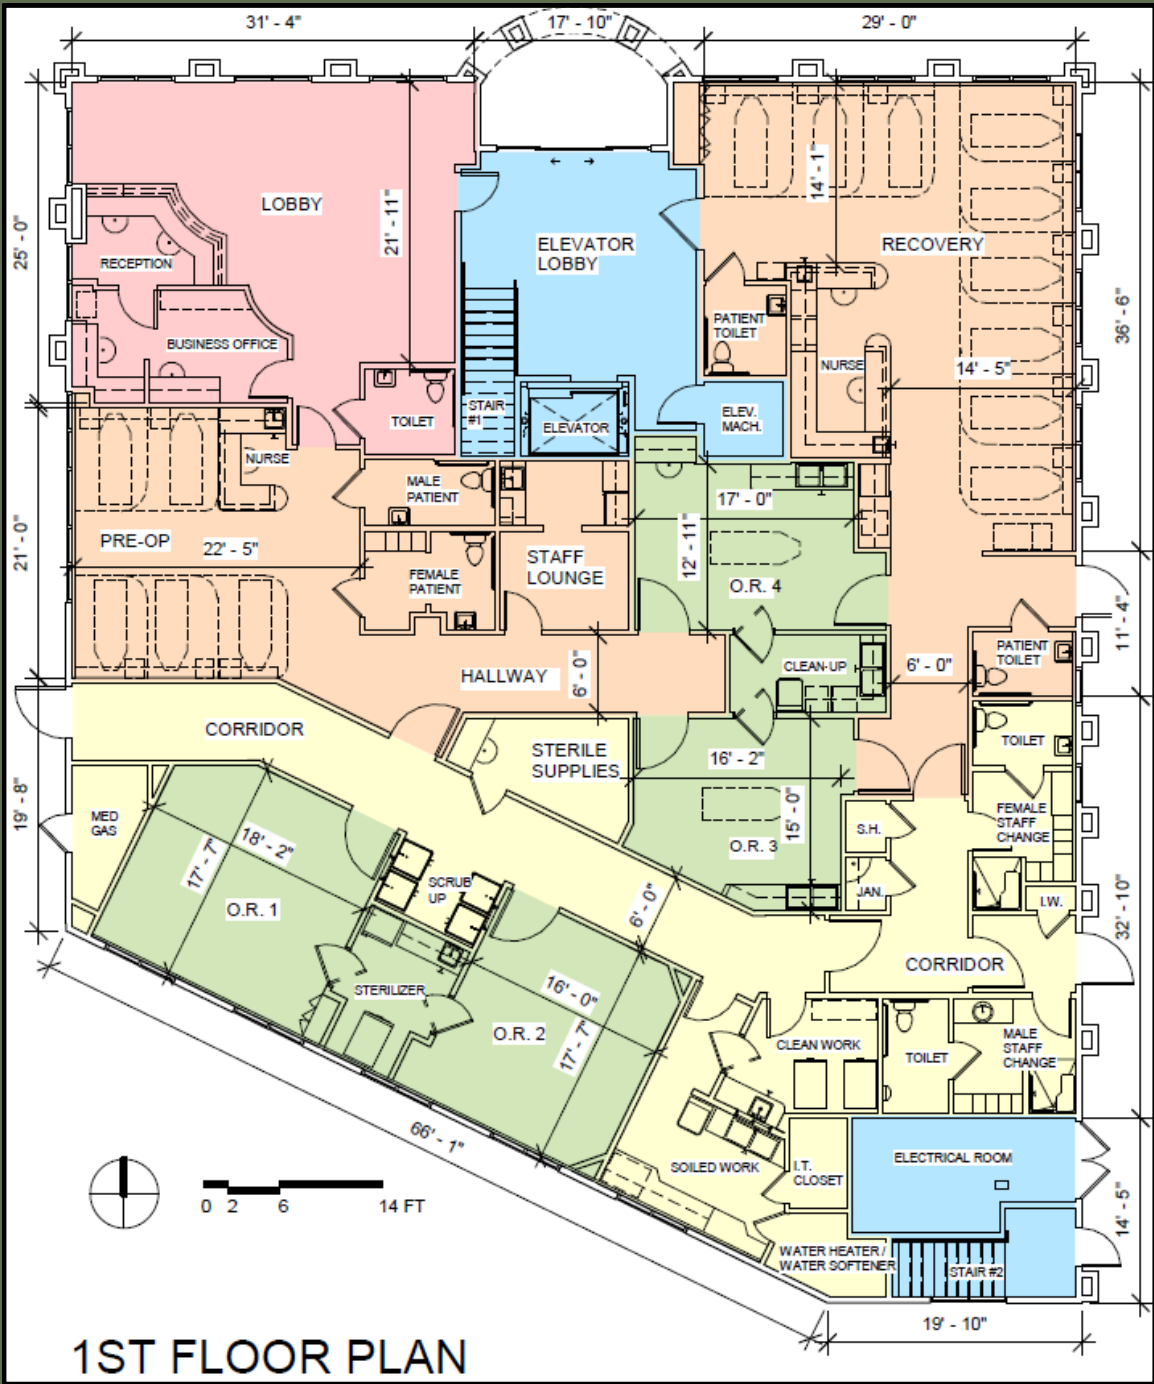 31' - 4"
17' - 10"
29' - 0"
LOBBY
21' - 11"
25' - 0"
RECEPTION
BUSINESS OFFICE
TOILET
ELEVATOR
LOBBY
STAIR
#1
ELEVATOR
ELEV.
MACH.
14' - 1"
RECOVERY
PATIENT
TOILET
NURSE
14' - 5"
36' - 6"
NURSE
MALE
PATIENT
PRE-OP
22' - 5"
21' - 0"
FEMALE
PATIENT
STAFF
LOUNGE
17' - 0"
12' - 11"
O.R. 4
11' - 4"
HALLWAY
6' - 0"
CLEAN-UP
6' - 0"
PATIENT
TOILET
CORRIDOR
STERILE
SUPPLIES
16' - 2"
15' - 0"
O.R. 3
TOILET
FEMALE
STAFF
CHANGE
S.H.
JAN.
I.W.
19' - 8"
MED
GAS
18' - 2"
17' - 7"
O.R. 1
SCRUB
UP
6' - 0"
32' - 10"
CORRIDOR
STERILIZER
16' - 0"
O.R. 2
17' - 7"
CLEAN WORK
TOILET
MALE
STAFF
CHANGE
66' - 1"
SOILED WORK
I.T.
CLOSET
ELECTRICAL ROOM
14' - 5"
0 2 6 14 FT
WATER HEATER /
WATER SOFTENER
STAIR #2
19' - 10"
1ST FLOOR PLAN